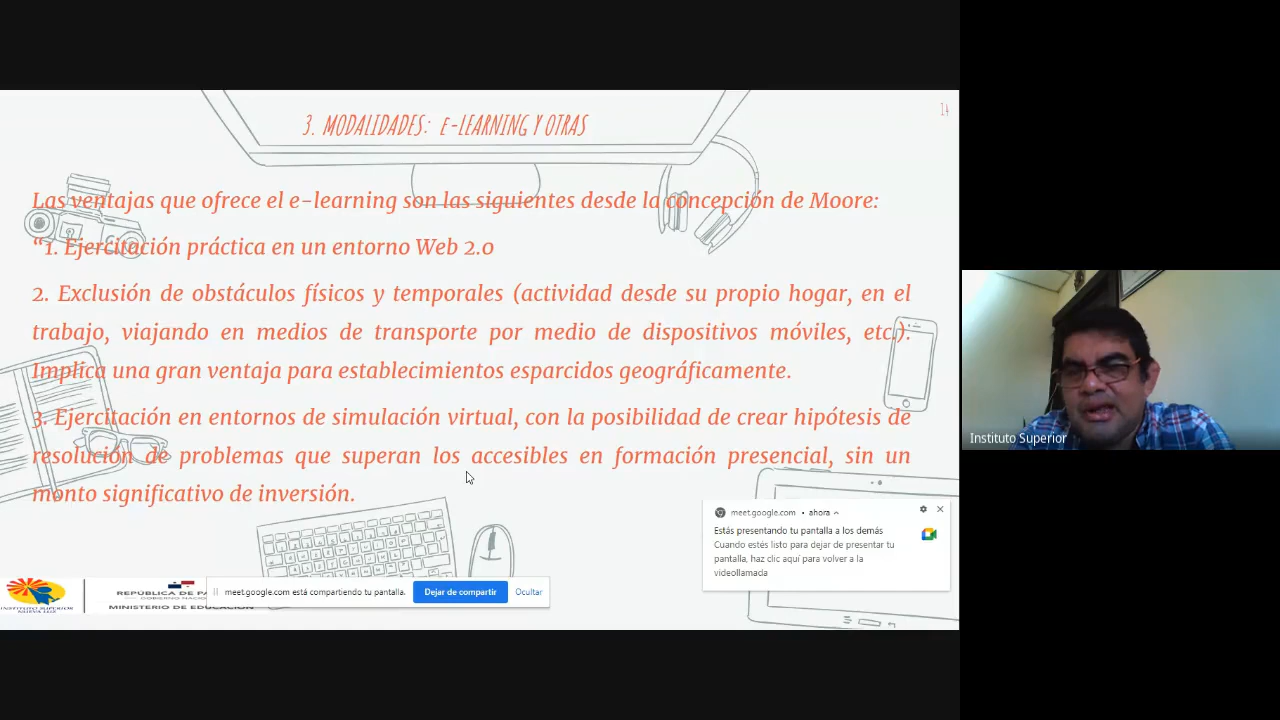 14
3. MODALIDADES: e-LEARNING Y OTRAS
Las ventajas que ofrece el e-learning son las siguientes desde la concepción de Moore:
“1. Ejercitación práctica en un entorno Web 2.0
2. Exclusión de obstáculos físicos y temporales (actividad desde su propio hogar, en el
trabajo, viajando en medios de transporte por medio de dispositivos móviles, etc.).
Implica una gran ventaja para establecimientos esparcidos geográficamente.
3. Ejercitación en entornos de simulación virtual, con la posibilidad de crear hipótesis de
resolución de problemas que superan los accesibles en formación presencial, sin un
monto significativo de inversión.
Instituto Superior
meet.google.com • ahora
Estás presentando tu pantalla a los demás
Cuando estés listo para dejar de presentar tu
pantalla, haz clic aquí para volver a la
videollamada
INSTITUTO SUPERIOR
NUEVA LUZ
REPÚBLICA DE
MINISTERIO DE EDUCACIÓN
meet.google.com está compartiendo tu pantalla.
Dejar de compartir
Ocultar